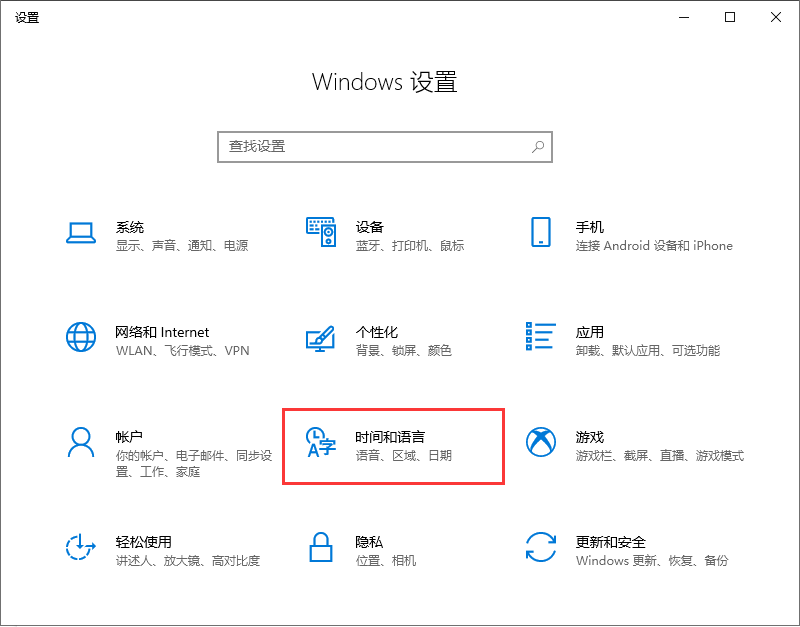 设置
Windows 设置
查找设置
系统
显示、声音、通知、电源
设备
蓝牙、打印机、鼠标
手机
连接 Android 设备和 iPhone
网络和 Internet
WLAN、飞行模式、VPN
个性化
背景、锁屏、颜色
应用
卸载、默认应用、可选功能
帐户
你的帐户、电子邮件、同步设
置、工作、家庭
A字
时间和语言
语音、区域、日期
游戏
游戏栏、截屏、直播、游戏模式
轻松使用
讲述人、放大镜、高对比度
隐私
位置、相机
更新和安全
Windows 更新、恢复、备份